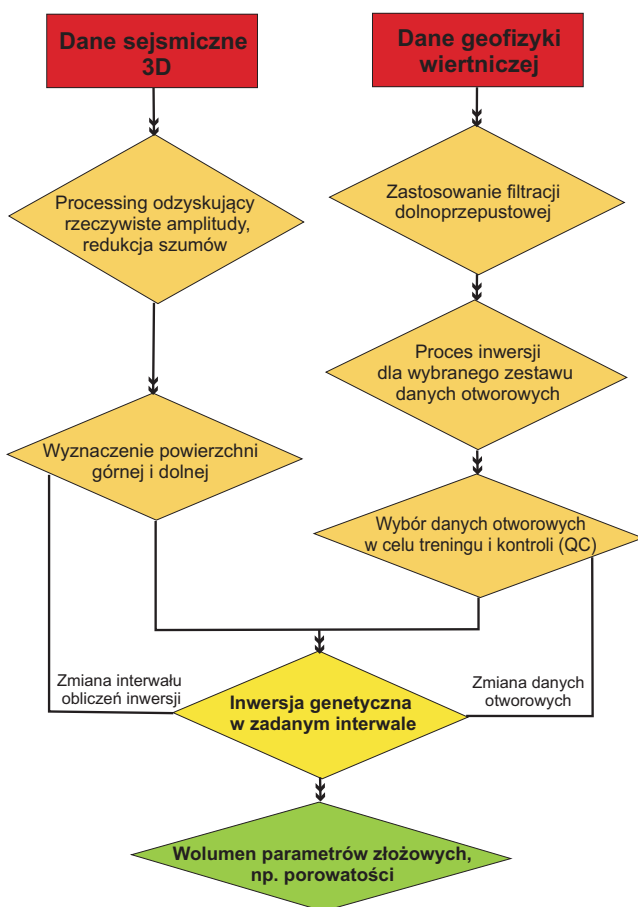 Dane sejsmiczne
3D
Dane geofizyki
wiertniczej
Processing odzyskujący
rzeczywiste amplitudy,
redukcja szumów
Zastosowanie filtracji
dolnoprzepustowej
Proces inwersji
dla wybranego zestawu
danych otworowych
Wyznaczenie powierzchni
górnej i dolnej
Wybór danych otworowych
w celu treningu i kontroli (QC)
Zmiana interwału
obliczeń inwersji
Inwersja genetyczna
w zadanym interwale
Zmiana danych
otworowych
Wolumen parametrów złożowych,
np. porowatości